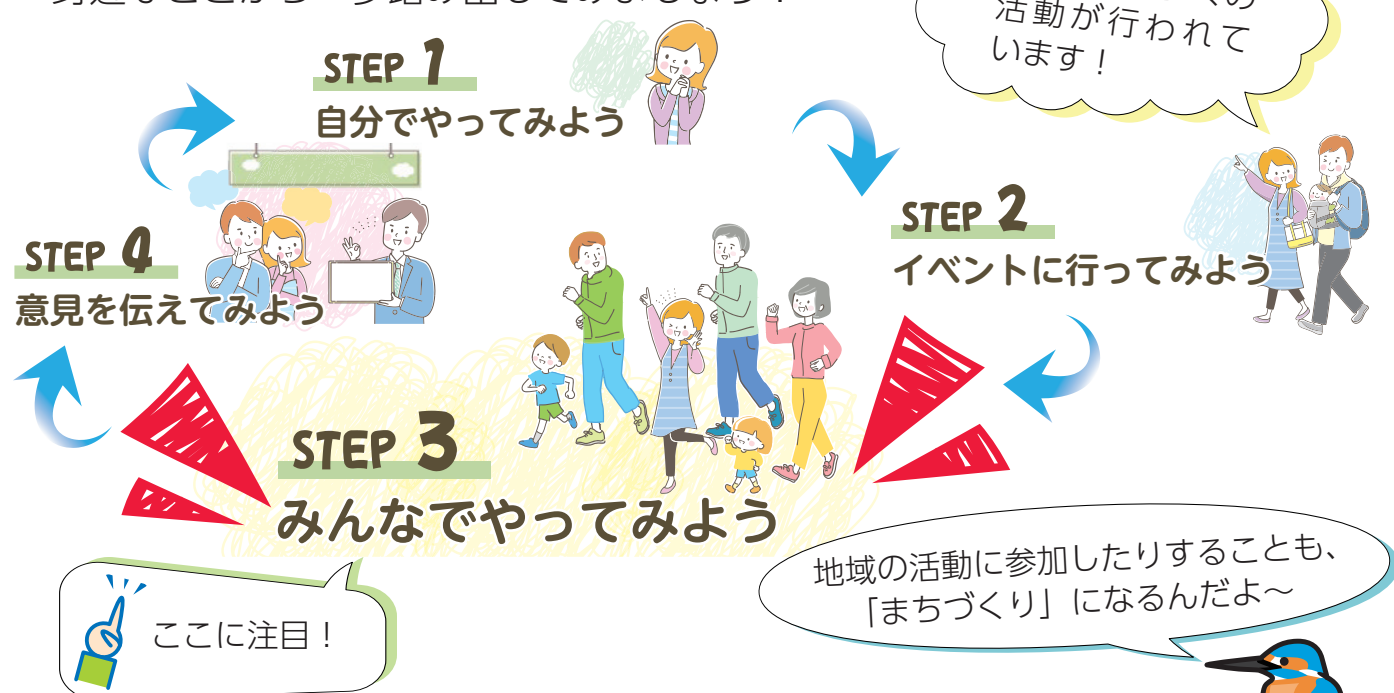 活動が行われて
います！
STEP 1
自分でやってみよう
STEP 2
イベントに行ってみよう
STEP 3
みんなでやってみよう
STEP 4
意見を伝えてみよう
ここに注目！
地域の活動に参加したりすることも、
「まちづくり」になるんだよ～